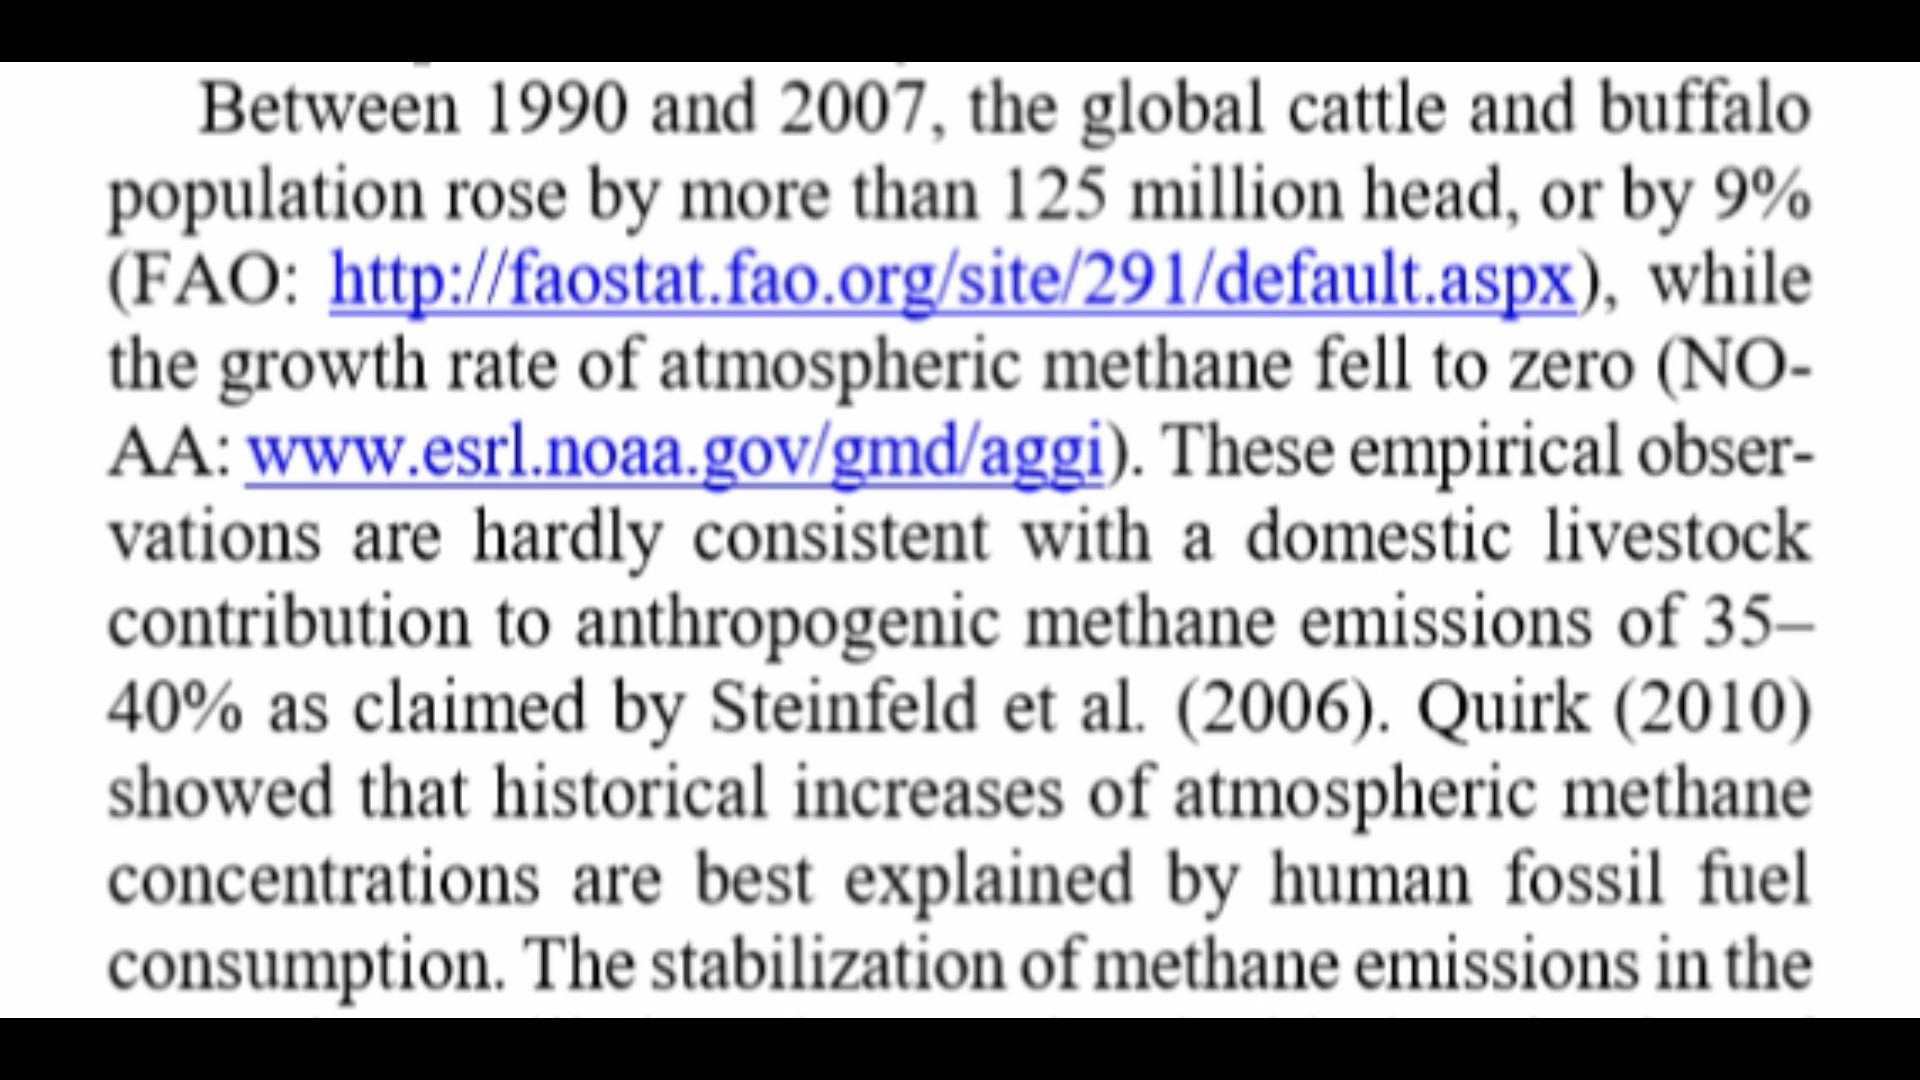 Between 1990 and 2007, the global cattle and buffalo
population rose by more than 125 million head, or by 9%
(FAO: http://faostat.fao.org/site/291/default.aspx), while
the growth rate of atmospheric methane fell to zero (NO-
AA: www.esrl.noaa.gov/gmd/aggi). These empirical obser-
vations are hardly consistent with a domestic livestock
contribution to anthropogenic methane emissions of 35–
40% as claimed by Steinfeld et al. (2006). Quirk (2010)
showed that historical increases of atmospheric methane
concentrations are best explained by human fossil fuel
consumption. The stabilization of methane emissions in the